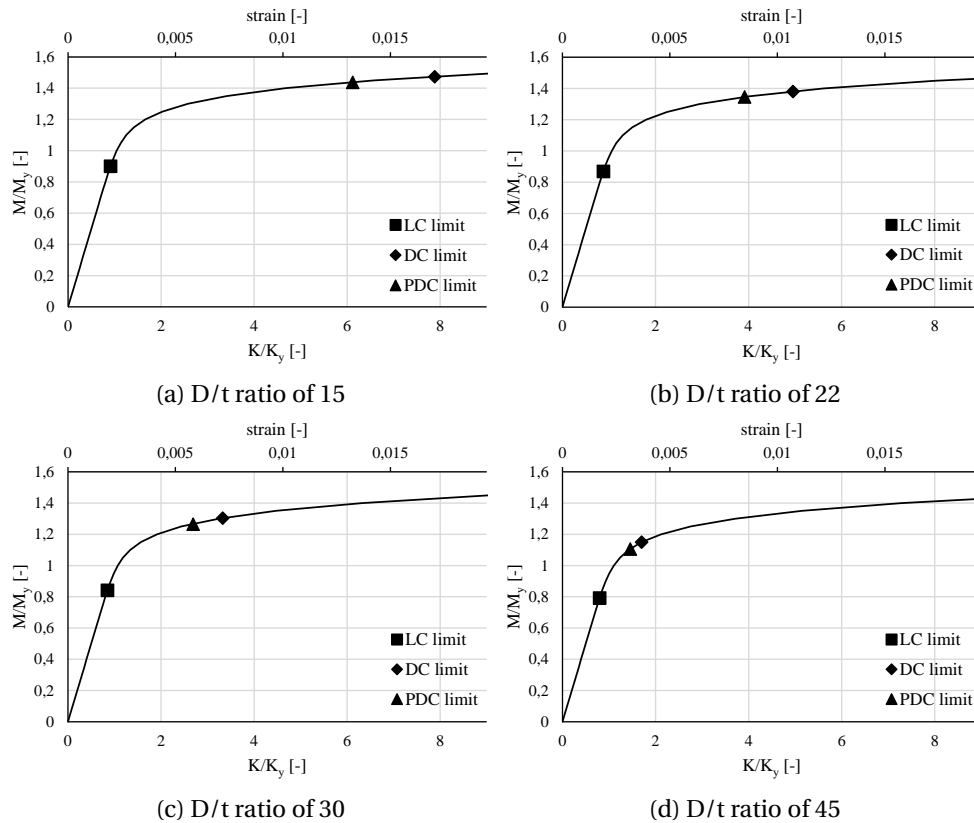 strain [-]
0 0,005 0,01 0,015
1,6
1,4
1,2
1
0,8
0,6
0,4
0,2
0
M/My [-]
LC limit
DC limit
PDC limit
0 2 4 6 8
K/Ky [-]
(a) D/t ratio of 15
strain [-]
0 0,005 0,01 0,015
1,6
1,4
1,2
1
0,8
0,6
0,4
0,2
0
M/My [-]
LC limit
DC limit
PDC limit
0 2 4 6 8
K/Ky [-]
(b) D/t ratio of 22
strain [-]
0 0,005 0,01 0,015
1,6
1,4
1,2
1
0,8
0,6
0,4
0,2
0
M/My [-]
LC limit
DC limit
PDC limit
0 2 4 6 8
K/Ky [-]
(c) D/t ratio of 30
strain [-]
0 0,005 0,01 0,015
1,6
1,4
1,2
1
0,8
0,6
0,4
0,2
0
M/My [-]
LC limit
DC limit
PDC limit
0 2 4 6 8
K/Ky [-]
(d) D/t ratio of 45